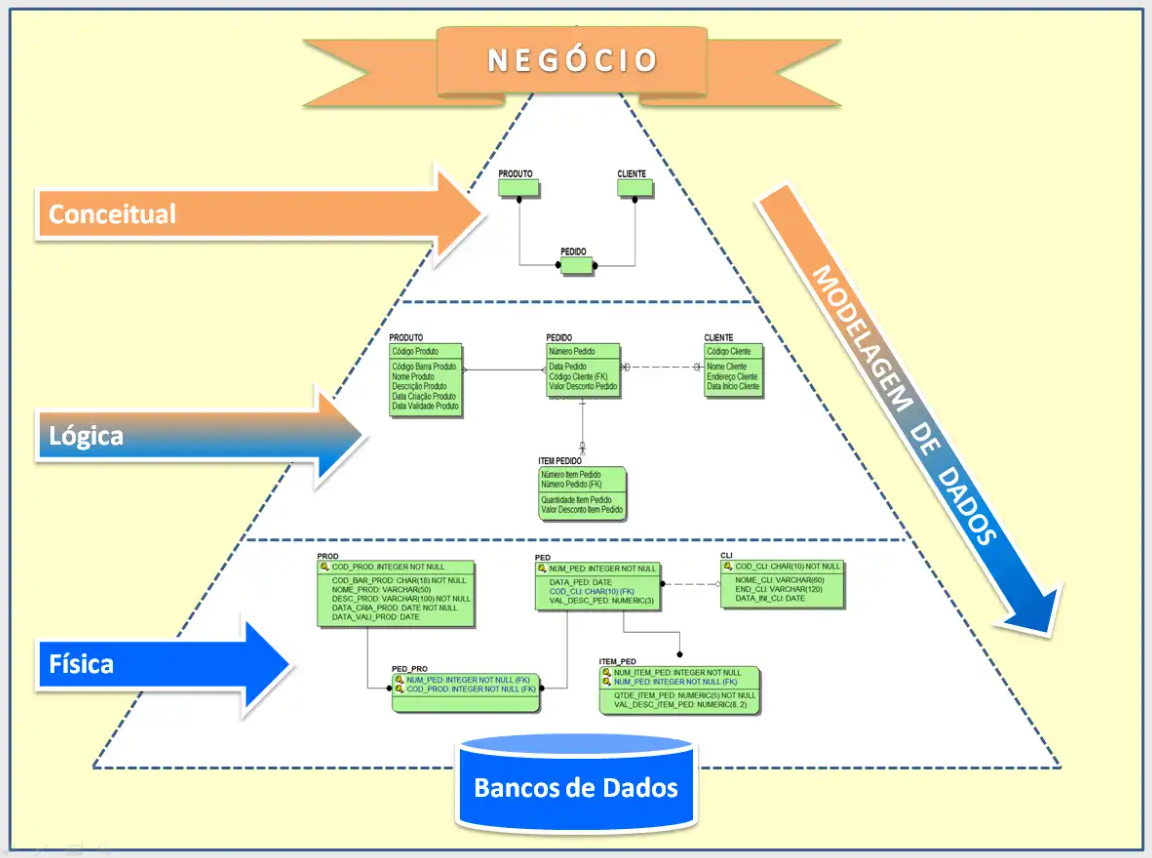 NEGÓCIO
PRODUTO
CLIENTE
Conceitual
PEDIDO
MODELAGEM DE DADOS
PRODUTO
Código Produto
Código Barra Produto
Nome Produto
Descrição Produto
Data Criação Produto
Data Validade Produto
PEDIDO
Número Pedido
Data Pedido
Código Cliente (FK)
Valor Desconto Pedido
CLIENTE
Código Cliente
Nome Cliente
Endereço Cliente
Data Início Cliente
Lógica
ITEM PEDIDO
Número Item Pedido
Número Pedido (FK)
Quantidade Item Pedido
Valor Desconto Item Pedido
PROD
COD_PROD: INTEGER NOT NULL
COD_BAR_PROD: CHAR(18) NOT NULL
NOME_PROD: VARCHAR(50)
DESC_PROD: VARCHAR(100) NOT NULL
DATA_CRIA_PROD: DATE NOT NULL
DATA_VALI_PROD: DATE
PED
NUM_PED: INTEGER NOT NULL
DATA_PED: DATE
COD_CLI: CHAR(10) (FK)
VAL_DESC_PED: NUMERIC(3)
CLI
COD_CLI: CHAR(10) NOT NULL
NOME_CLI: VARCHAR(60)
END_CLI: VARCHAR(120)
DATA_INI_CLI: DATE
Física
PED_PRO
NUM_PED: INTEGER NOT NULL (FK)
COD_PROD: INTEGER NOT NULL (FK)
ITEM_PED
NUM_ITEM_PED: INTEGER NOT NULL
NUM_PED: INTEGER NOT NULL (FK)
QTDE_ITEM_PED: NUMERIC(5) NOT NULL
VAL_DESC_ITEM_PED: NUMERIC(8, 2)
Bancos de Dados